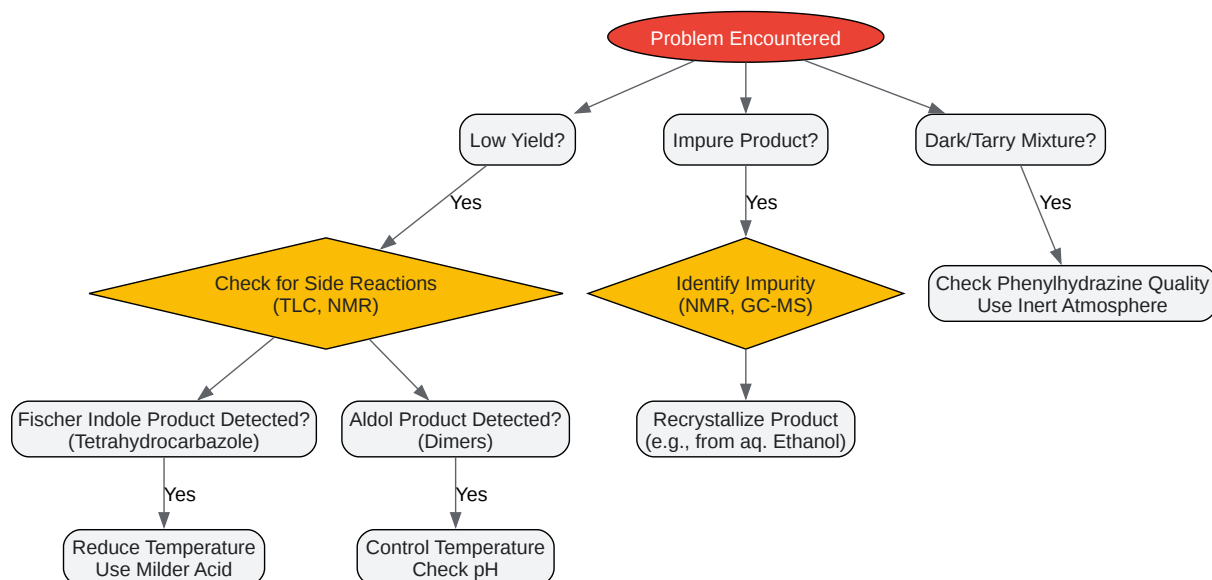 Problem Encountered
Low Yield?
Impure Product?
Dark/Tarry Mixture?
Yes
Yes
Yes
Check for Side Reactions
(TLC, NMR)
Identify Impurity
(NMR, GC-MS)
Check Phenylhydrazine Quality
Use Inert Atmosphere
Fischer Indole Product Detected?
(Tetrahydrocarbazole)
Aldol Product Detected?
(Dimers)
Recrystallize Product
(e.g., from aq. Ethanol)
Yes
Yes
Reduce Temperature
Use Milder Acid
Control Temperature
Check pH